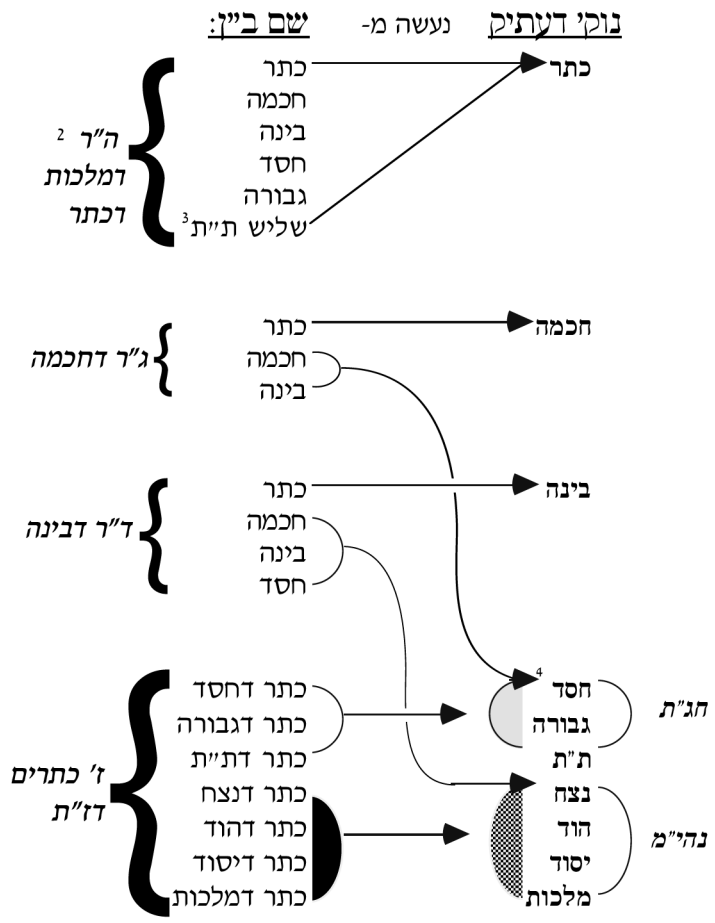 נוקי' דעתיק נעשה מ- שם ב"ן:
כתר כתר
חכמה
בינה
חסד
גבורה
שליש ת"ת 3
ה"ר 2
דמלכות
דכתר
חכמה כתר
חכמה
בינה
ג"ר דחכמה
בינה כתר
חכמה
בינה
חסד
ד"ר דבינה
חסד 4 כתר דחסד
גבורה כתר דגבורה
ת"ת כתר דת"ת
נצח כתר דנצח
הוד כתר דהוד
יסוד כתר דיסוד
מלכות כתר דמלכות
חג"ת
נהי"מ
ז' כתרים
דז"ת